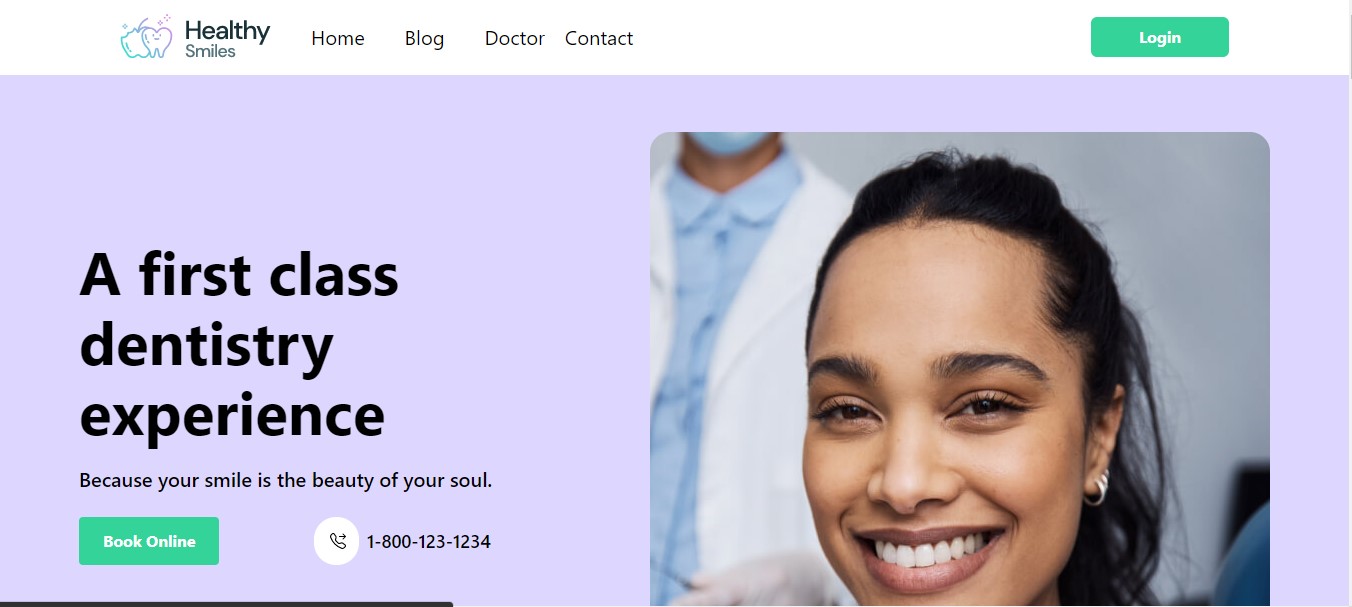 Healthy
Smiles
Home Blog Doctor Contact
Login
A first class
dentistry
experience
Because your smile is the beauty of your soul.
Book Online
1-800-123-1234